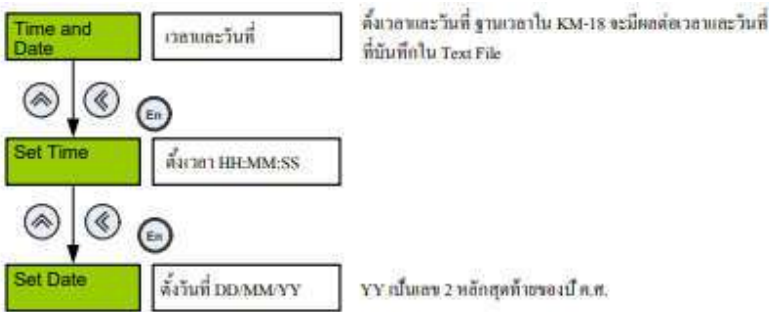 Time and
Date
เวลาและวันที่
ตั้งเวลาและวันที่ ฐานเวลาใน KM-18 จะมีผลต่อเวลาและวันที่
ที่บันทึกใน Text File
En
Set Time
ตั้งเวลา HH:MM:SS
En
Set Date
ตั้งวันที่ DD/MM/YY
YY เป็นเลข 2 หลักสุดท้ายของปี ค.ศ.